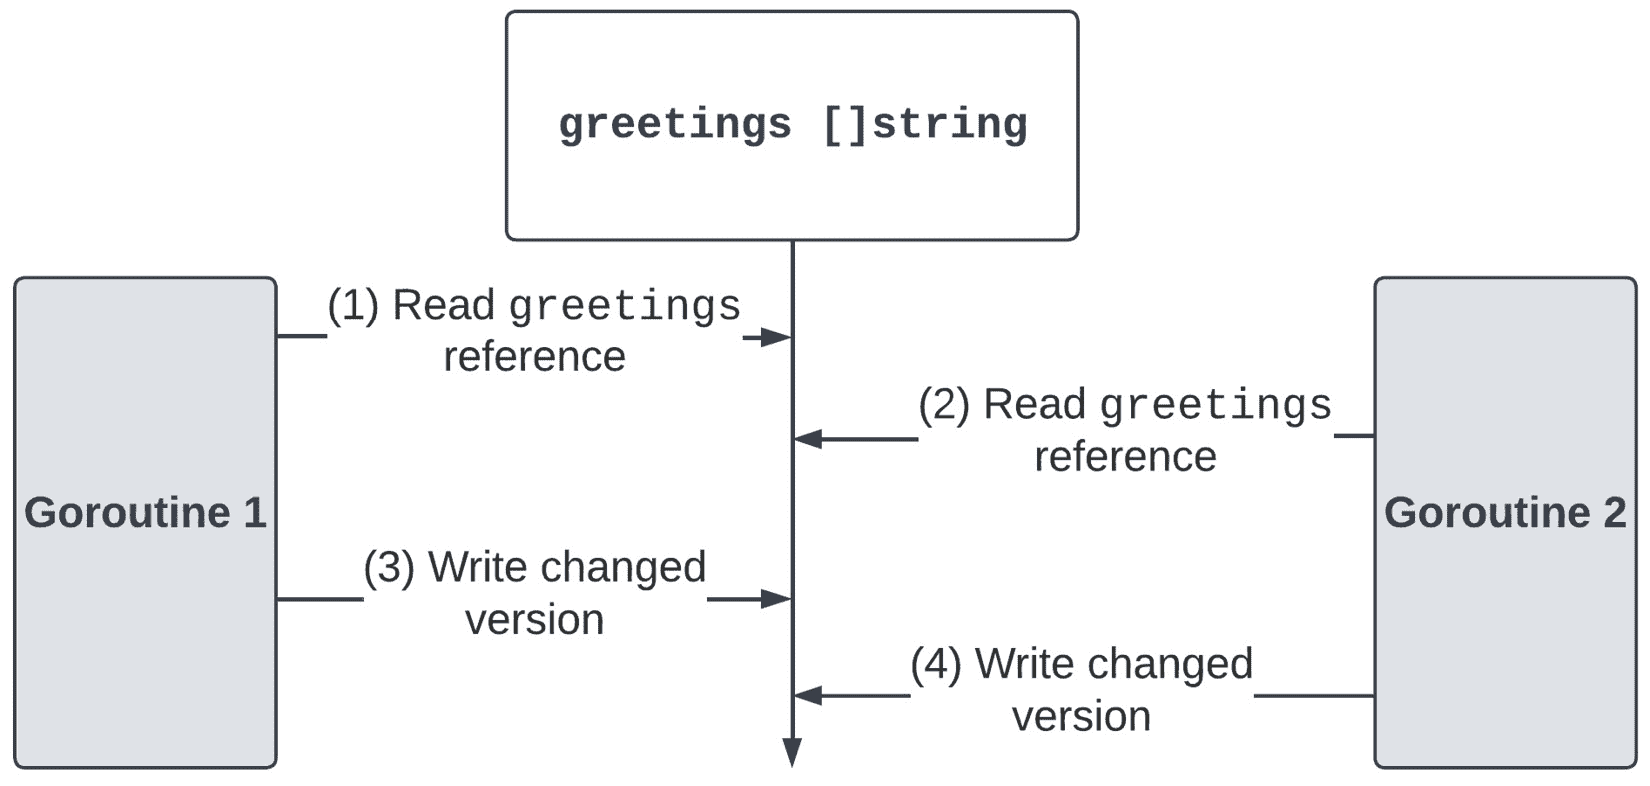 greetings []string
(1) Read greetings
reference
(2) Read greetings
reference
Goroutine 1
Goroutine 2
(3) Write changed
version
(4) Write changed
version